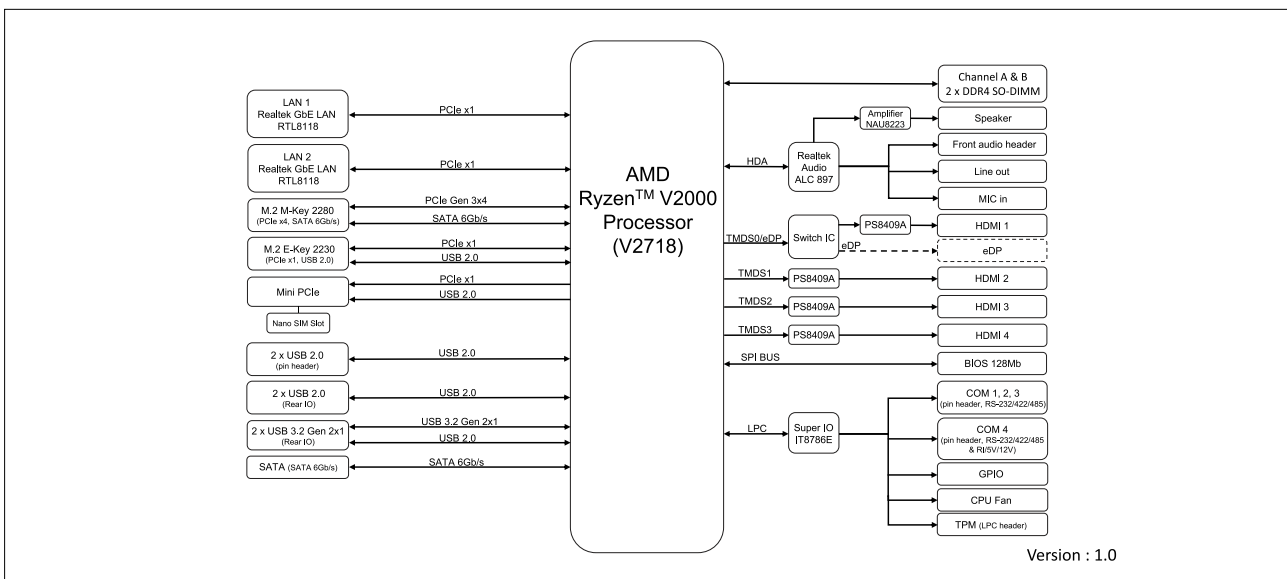 LAN 1
Realtek GbE LAN
RTL8118
PCIe x1
LAN 2
Realtek GbE LAN
RTL8118
PCIe x1
M.2 M-Key 2280
(PCIe x4, SATA 6Gb/s)
PCIe Gen 3x4
SATA 6Gb/s
M.2 E-Key 2230
(PCIe x1, USB 2.0)
PCIe x1
USB 2.0
Mini PCIe
PCIe x1
USB 2.0
Nano SIM Slot
2 x USB 2.0
(pin header)
USB 2.0
2 x USB 2.0
(Rear IO)
USB 2.0
2 x USB 3.2 Gen 2x1
(Rear IO)
USB 3.2 Gen 2x1
USB 2.0
SATA (SATA 6Gb/s)
SATA 6Gb/s
AMD
Ryzen™ V2000
Processor
(V2718)
Channel A & B
2 x DDR4 SO-DIMM
HDA
Realtek
Audio
ALC 897
Amplifier
NAU8223
Speaker
Front audio header
Line out
MIC in
TMDS0/eDP
Switch IC
PS8409A
HDMI 1
eDP
eDP
TMDS1
PS8409A
HDMI 2
TMDS2
PS8409A
HDMI 3
TMDS3
PS8409A
HDMI 4
SPI BUS
BIOS 128Mb
LPC
Super IO
IT8786E
COM 1, 2, 3
(pin header, RS-232/422/485)
COM 4
(pin header, RS-232/422/485
& RI/5V/12V)
GPIO
CPU Fan
TPM (LPC header)
Version : 1.0